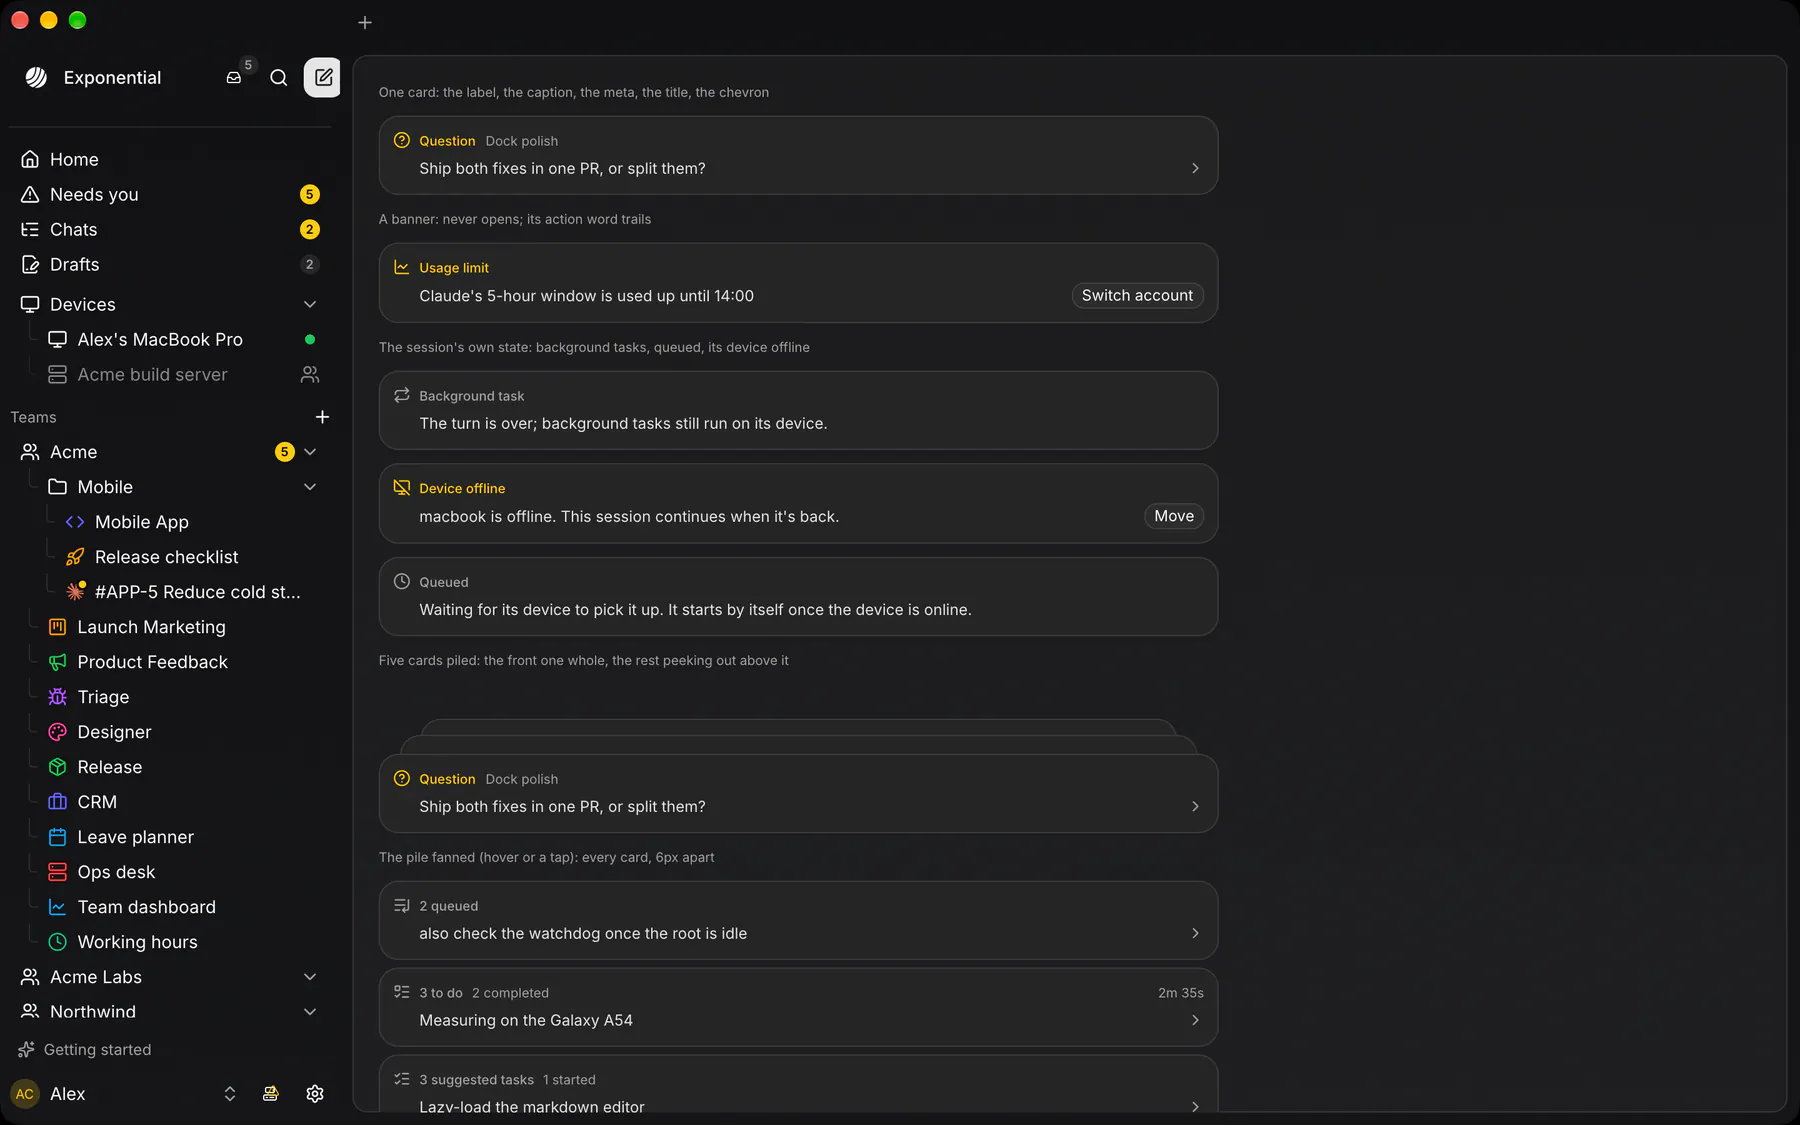 Exponential
5
Home
Needs you
5
Chats
2
Drafts
2
Devices
Alex's MacBook Pro
Acme build server
Teams
Acme
5
Mobile
Mobile App
Release checklist
#APP-5 Reduce cold st...
Launch Marketing
Product Feedback
Triage
Designer
Release
CRM
Leave planner
Ops desk
Team dashboard
Working hours
Acme Labs
Northwind
Getting started
AC
Alex
One card: the label, the caption, the meta, the title, the chevron
Question Dock polish
Ship both fixes in one PR, or split them?
A banner: never opens; its action word trails
Usage limit
Claude's 5-hour window is used up until 14:00
Switch account
The session's own state: background tasks, queued, its device offline
Background task
The turn is over; background tasks still run on its device.
Device offline
macbook is offline. This session continues when it's back.
Move
Queued
Waiting for its device to pick it up. It starts by itself once the device is online.
Five cards piled: the front one whole, the rest peeking out above it
Question Dock polish
Ship both fixes in one PR, or split them?
The pile fanned (hover or a tap): every card, 6px apart
2 queued
also check the watchdog once the root is idle
3 to do 2 completed
2m 35s
Measuring on the Galaxy A54
3 suggested tasks 1 started
Lazy-load the markdown editor